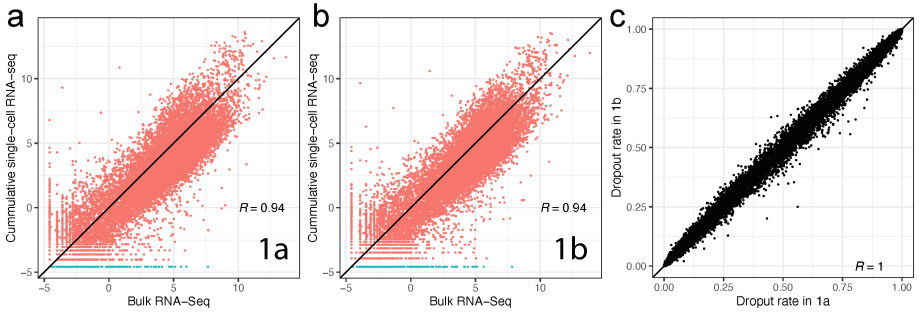 a
Cummulative single−cell RNA−seq
10
5
0
−5
R = 0.94
1a
−5
0
5
10
Bulk RNA−Seq
b
Cummulative single−cell RNA−seq
10
5
0
−5
R = 0.94
1b
−5
0
5
10
Bulk RNA−Seq
c
Dropout rate in 1b
1.00
0.75
0.50
0.25
0.00
R = 1
0.00
0.25
0.50
0.75
1.00
Droput rate in 1a